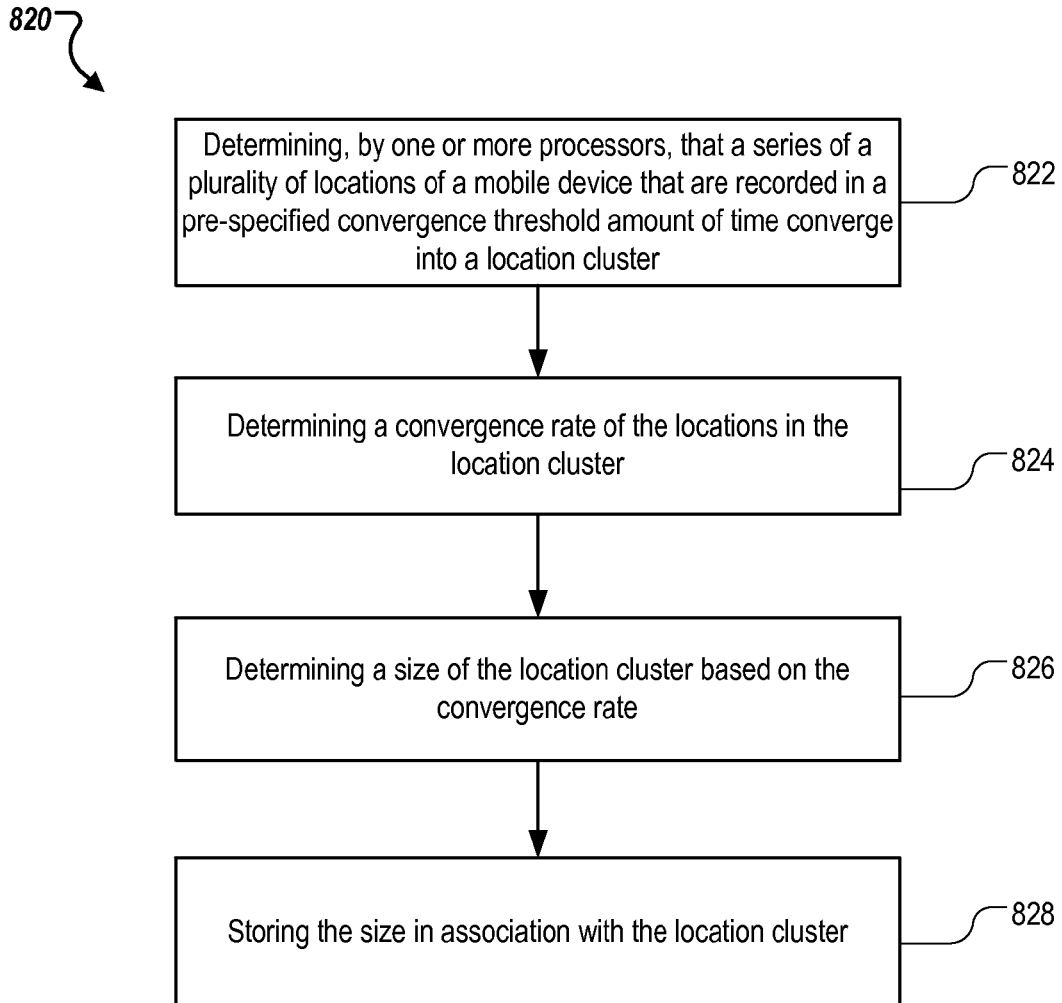 820
Determining, by one or more processors, that a series of a
plurality of locations of a mobile device that are recorded in a
pre-specified convergence threshold amount of time converge
into a location cluster
822
Determining a convergence rate of the locations in the
location cluster
824
Determining a size of the location cluster based on the
convergence rate
826
Storing the size in association with the location cluster
828